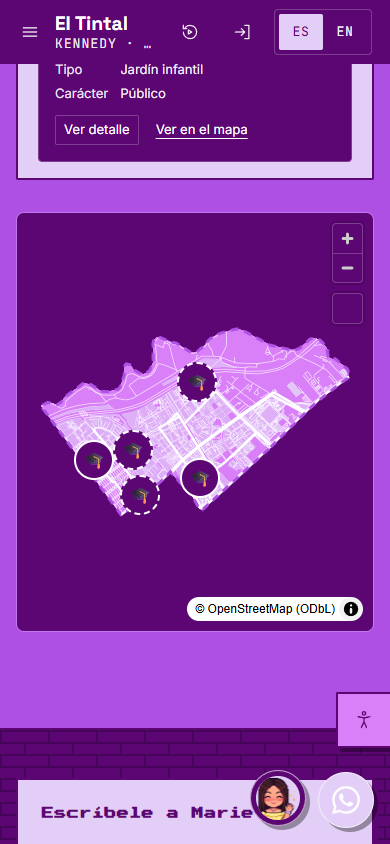 El Tintal
KENNEDY · …
ES
EN
Tipo Jardín infantil
Carácter Público
Ver detalle
Ver en el mapa
+
−
© OpenStreetMap (ODbL)
Escríbele a Marie